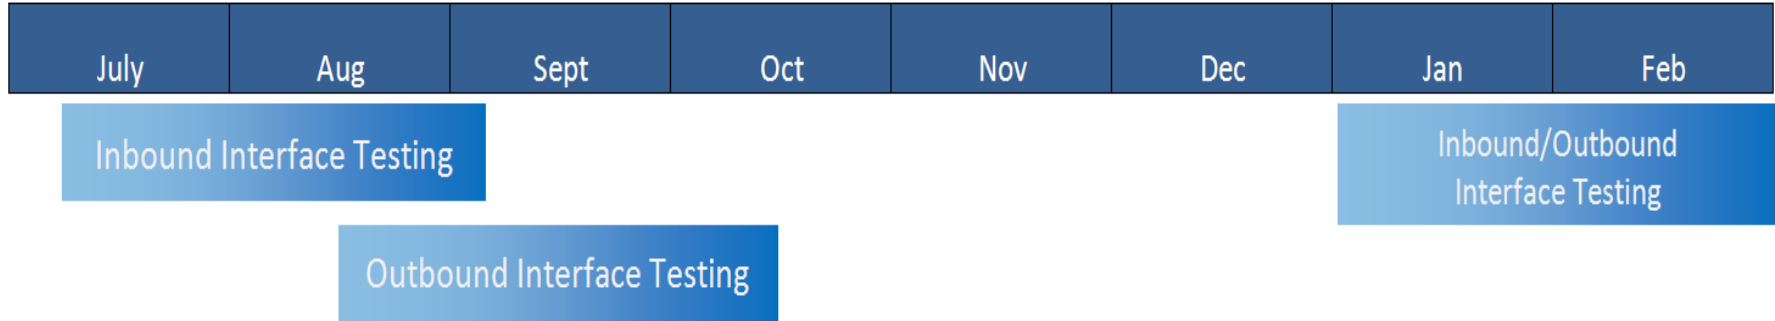 July Aug Sept Oct Nov Dec Jan Feb
Inbound Interface Testing
Inbound/Outbound
Interface Testing
Outbound Interface Testing